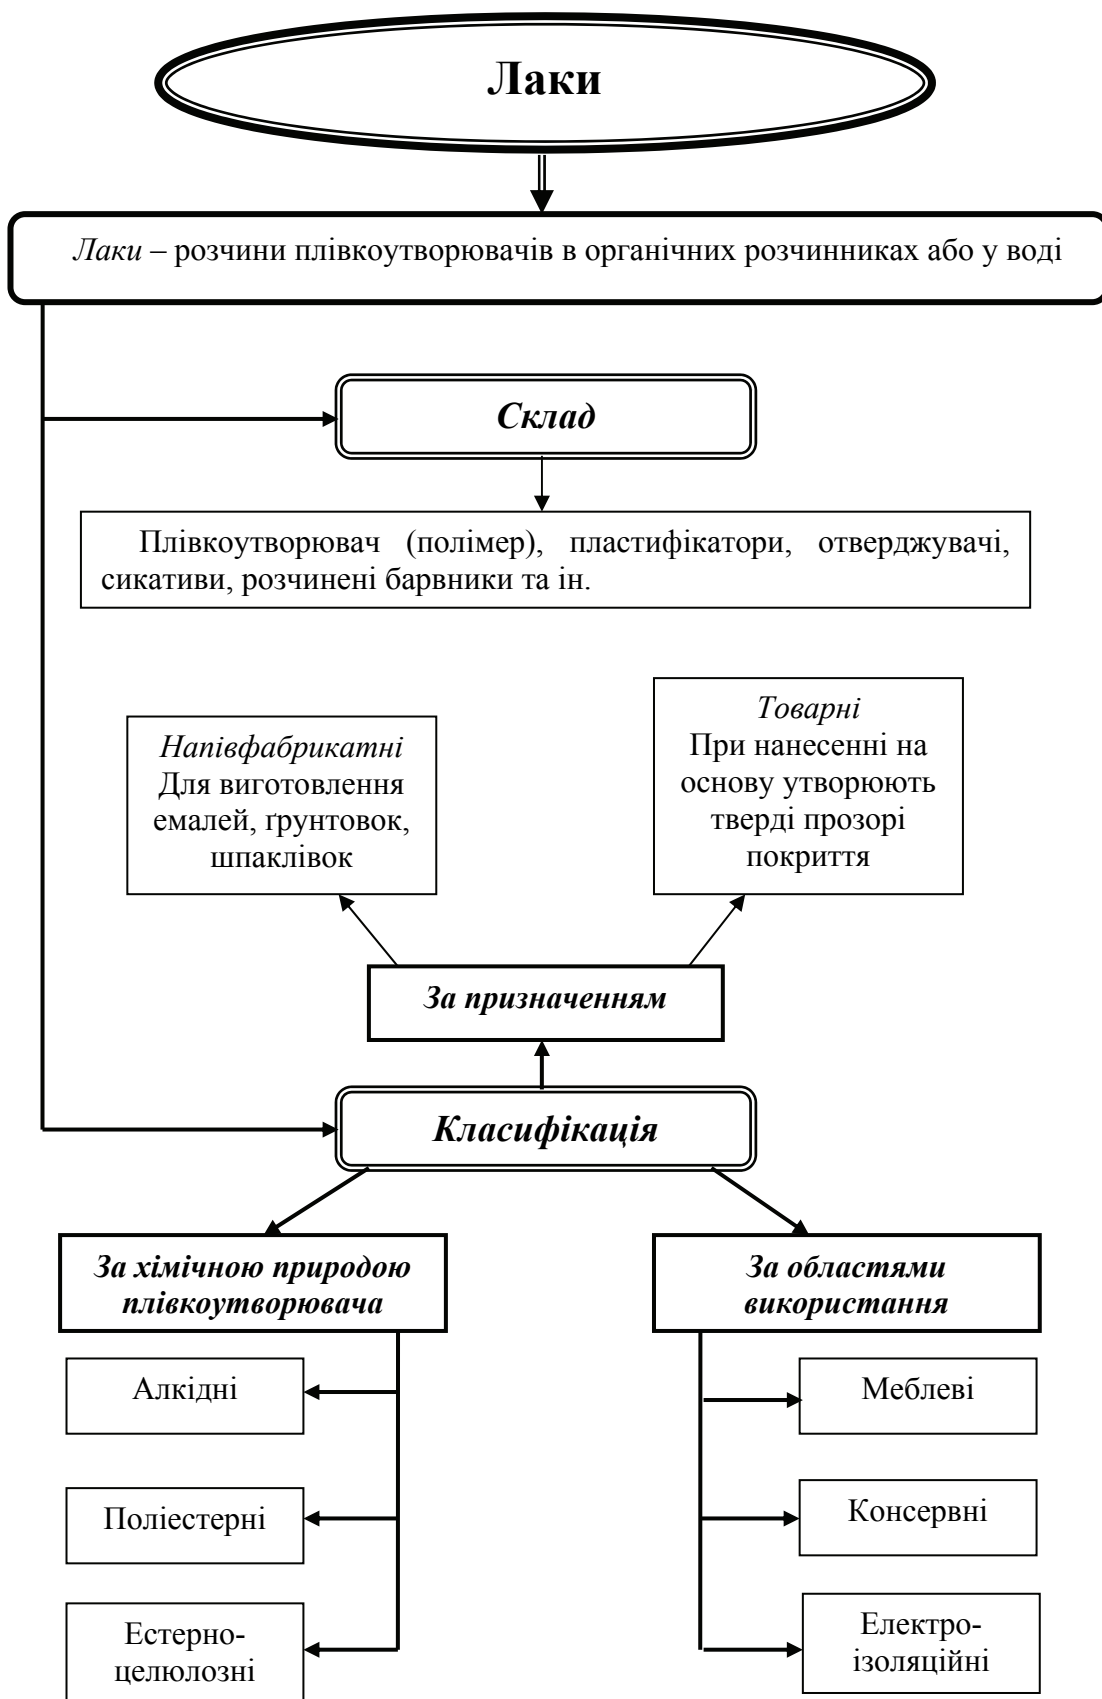 Лаки
Лаки – розчини плівкоутворювачів в органічних розчинниках або у воді
Склад
Плівкоутворювач (полімер), пластифікатори, отверджувачі,
сикативи, розчинені барвники та ін.
Напівфабрикатні
Для виготовлення
емалей, ґрунтовок,
шпаклівок
Товарні
При нанесенні на
основу утворюють
тверді прозорі
покриття
За призначенням
Класифікація
За хімічною природою
плівкоутворювача
За областями
використання
Алкідні
Меблеві
Поліестерні
Консервні
Естерно-
целюлозні
Електро-
ізоляційні